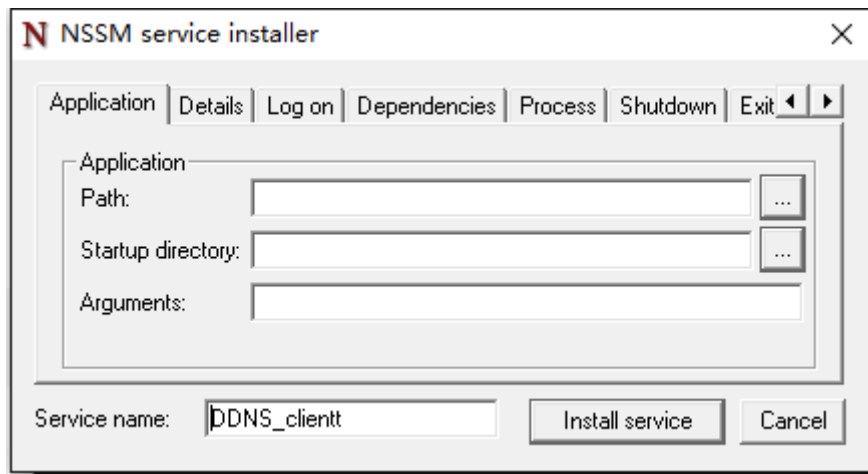 N NSSM service installer
Application Details Log on Dependencies Process Shutdown Exit
Application
Path:
...
Startup directory:
...
Arguments:
Service name: DDNS_clientt Install service Cancel